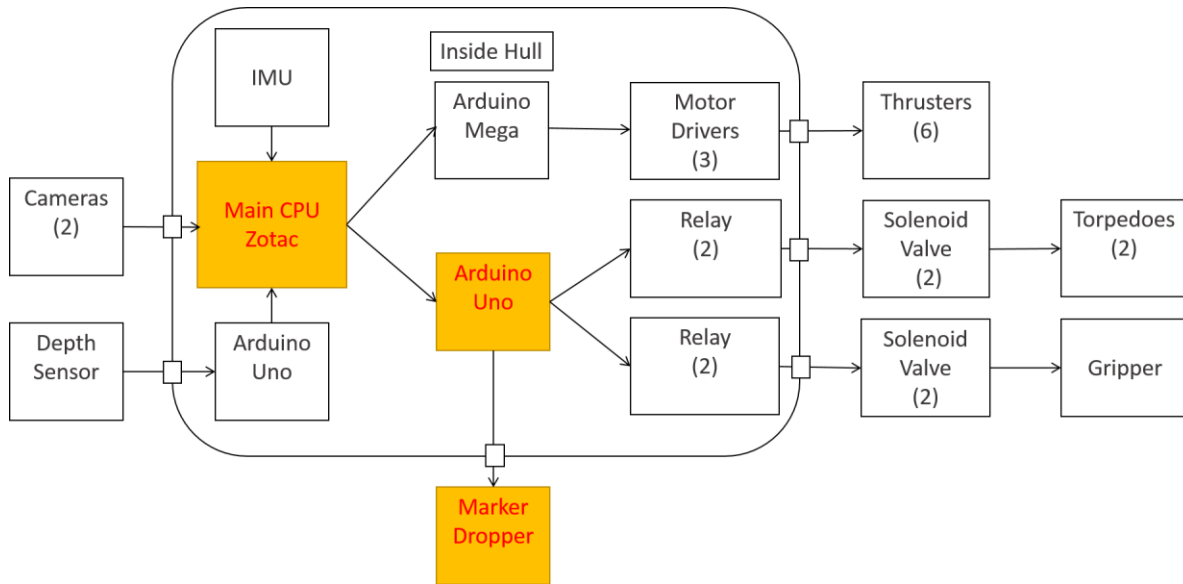 Inside Hull
IMU
Arduino
Mega
Motor
Drivers
(3)
Thrusters
(6)
Cameras
(2)
Main CPU
Zotac
Relay
(2)
Solenoid
Valve
(2)
Torpedoes
(2)
Arduino
Uno
Depth
Sensor
Arduino
Uno
Relay
(2)
Solenoid
Valve
(2)
Gripper
Marker
Dropper